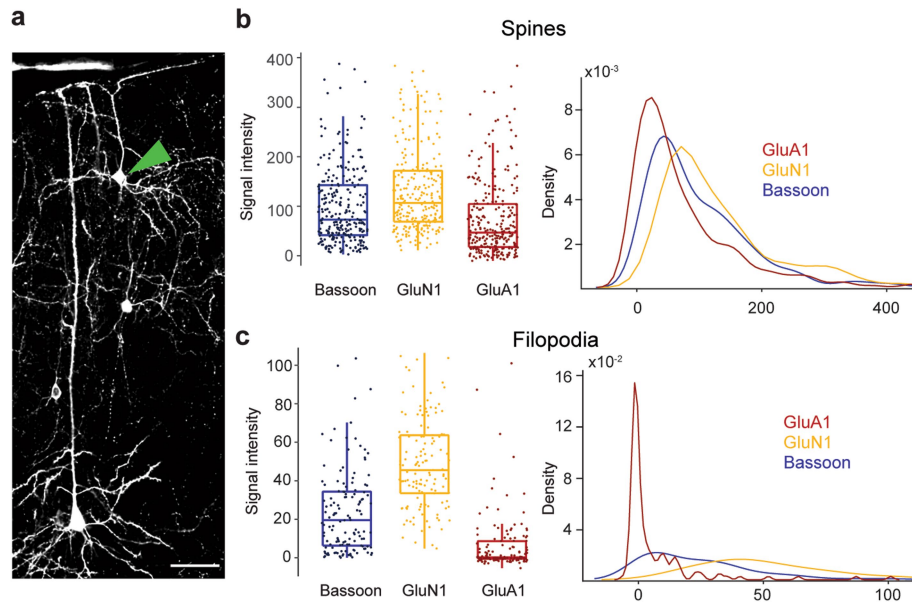 a
b
Spines
Signal intensity
400
300
200
100
0
Bassoon
GluN1
GluA1
x10-3
Density
8
6
4
2
GluA1
GluN1
Bassoon
0
200
400
c
Filopodia
Signal intensity
100
80
60
40
20
0
Bassoon
GluN1
GluA1
x10-2
Density
16
12
8
4
GluA1
GluN1
Bassoon
0
50
100